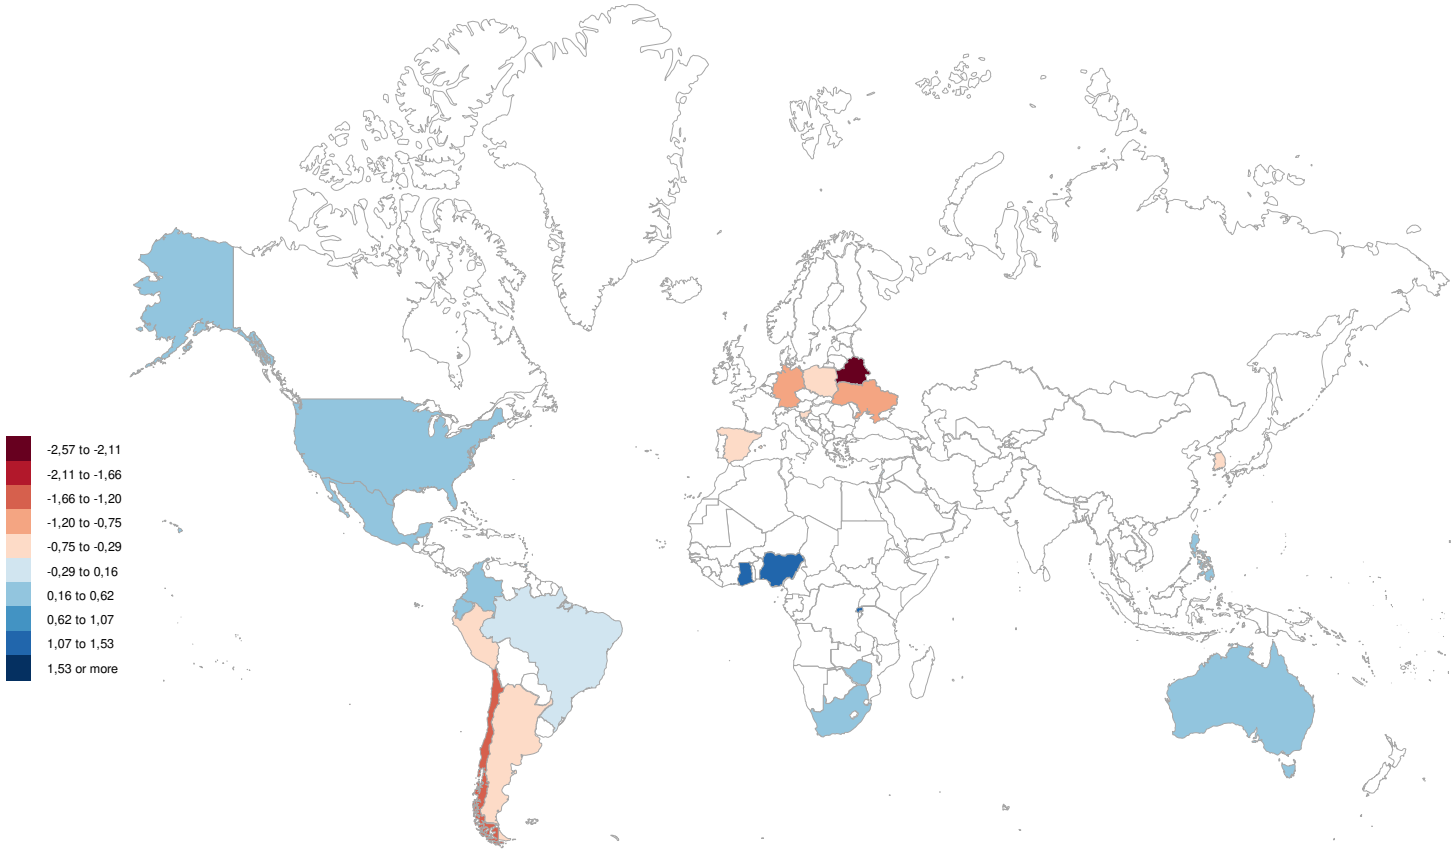 -2,57 to -2,11
-2,11 to -1,66
-1,66 to -1,20
-1,20 to -0,75
-0,75 to -0,29
-0,29 to 0,16
0,16 to 0,62
0,62 to 1,07
1,07 to 1,53
1,53 or more